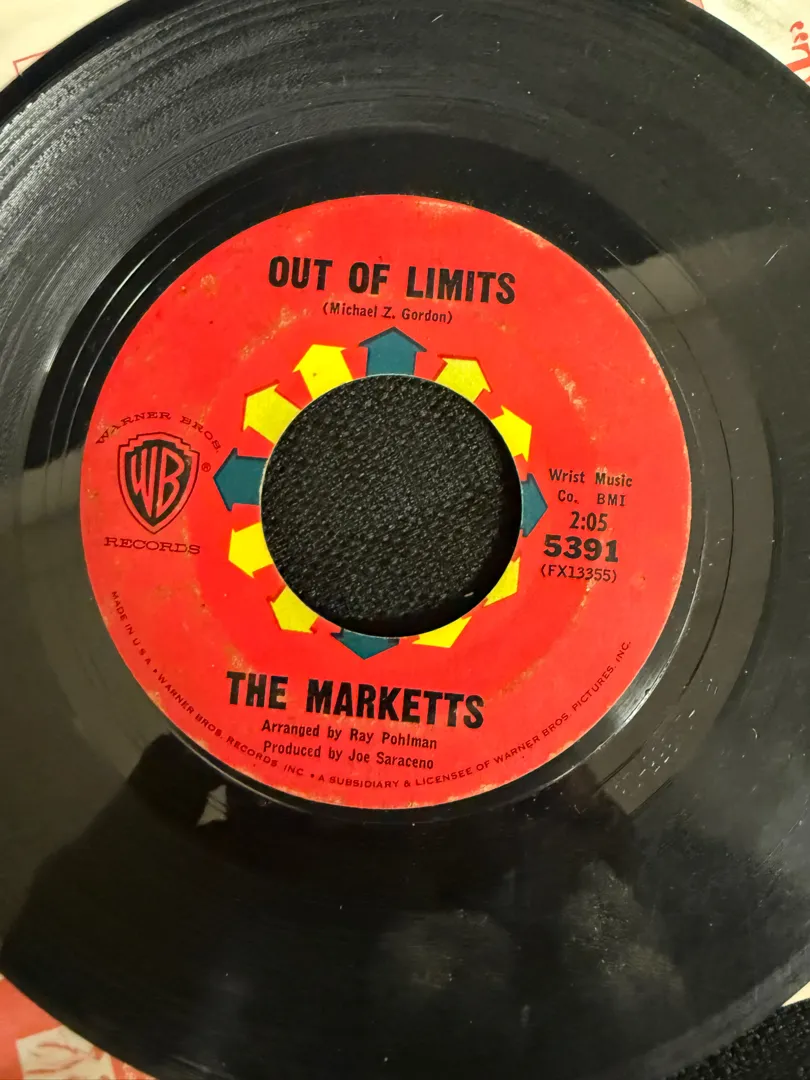 OUT OF LIMITS
(Michael Z. Gordon)
WARNER BROS.
WB
®
RECORDS
Wrist Music
Co. BMI
2:05
5391
(FX13355)
THE MARKETTS
Arranged by Ray Pohlman
Produced by Joe Saraceno
MADE IN U.S.A. • WARNER BROS. RECORDS INC. • A SUBSIDIARY & LICENSEE OF WARNER BROS. PICTURES, INC.